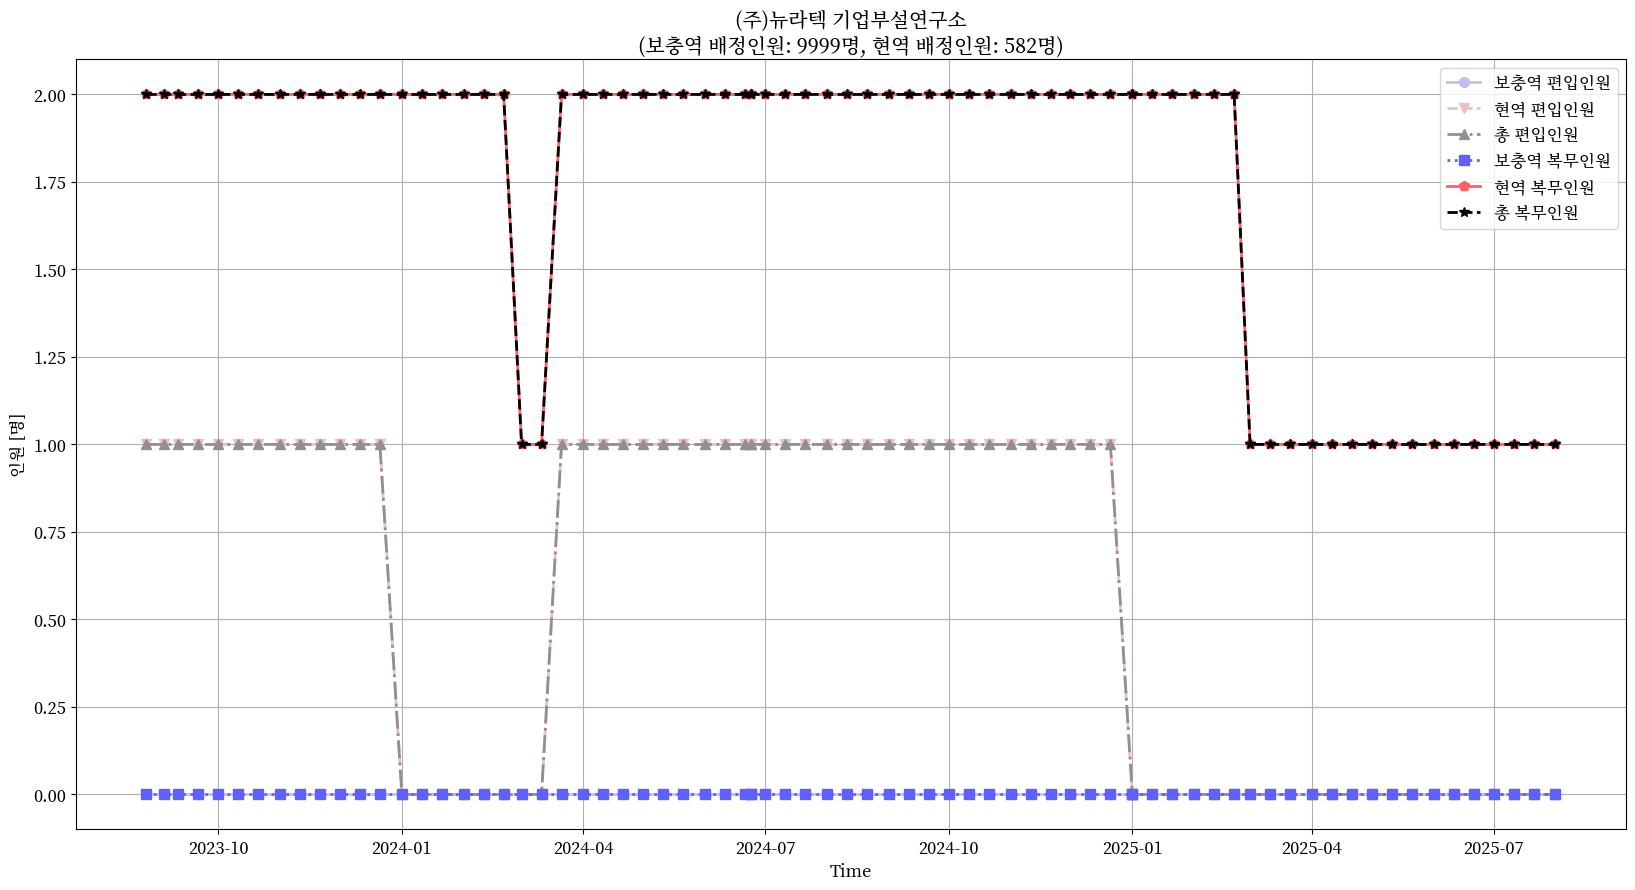 (주)뉴라텍 기업부설연구소
(보충역 배정인원: 9999명, 현역 배정인원: 582명)
보충역 편입인원
현역 편입인원
총 편입인원
보충역 복무인원
현역 복무인원
총 복무인원
2.00
1.75
1.50
1.25
1.00
0.75
0.50
0.25
0.00
인원 [명]
2023-10
2024-01
2024-04
2024-07
2024-10
2025-01
2025-04
2025-07
Time